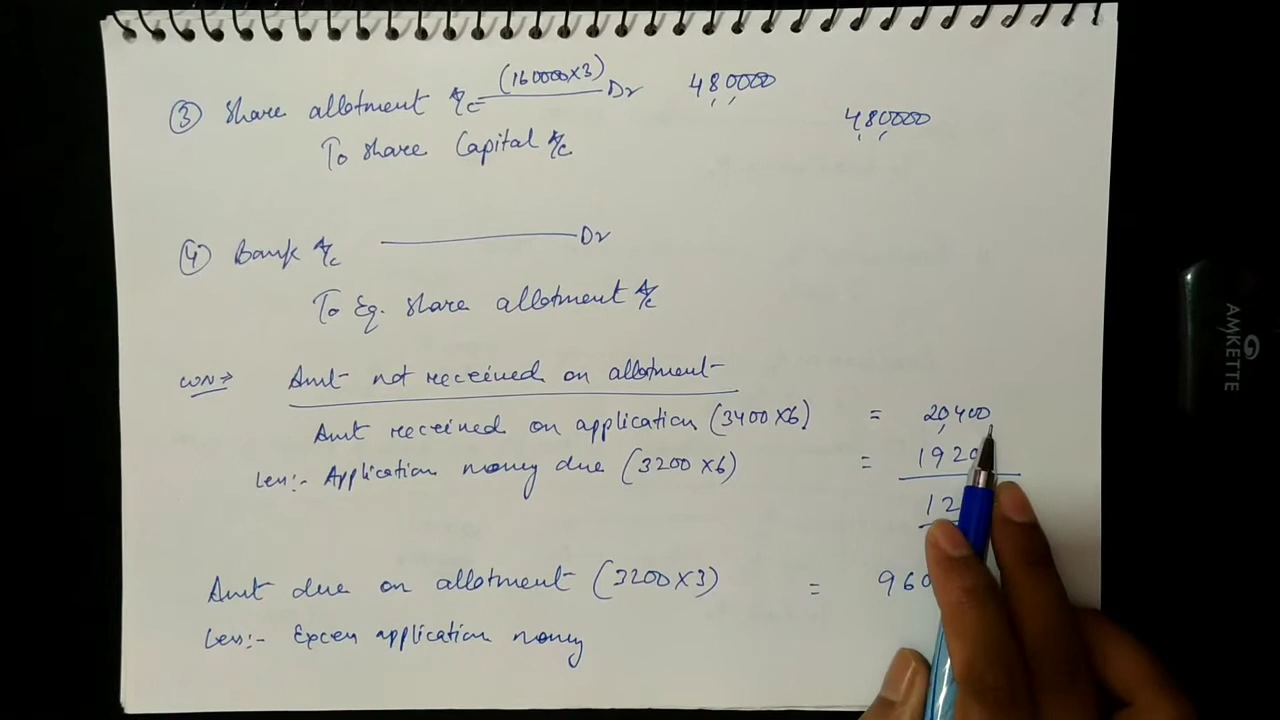 (160000×3)
③ Share allotment A/c Dr 480000
To Share Capital A/c 480000
④ Bank A/c Dr
To Eq. Share allotment A/c
WN⇒ Amt not received on allotment
Amt received on application (3400×6) = 20400
Less:- Application money due (3200×6) = 1920
12
Amt due on allotment (3200×3) = 960
Less:- Excess application money
AMKETTE